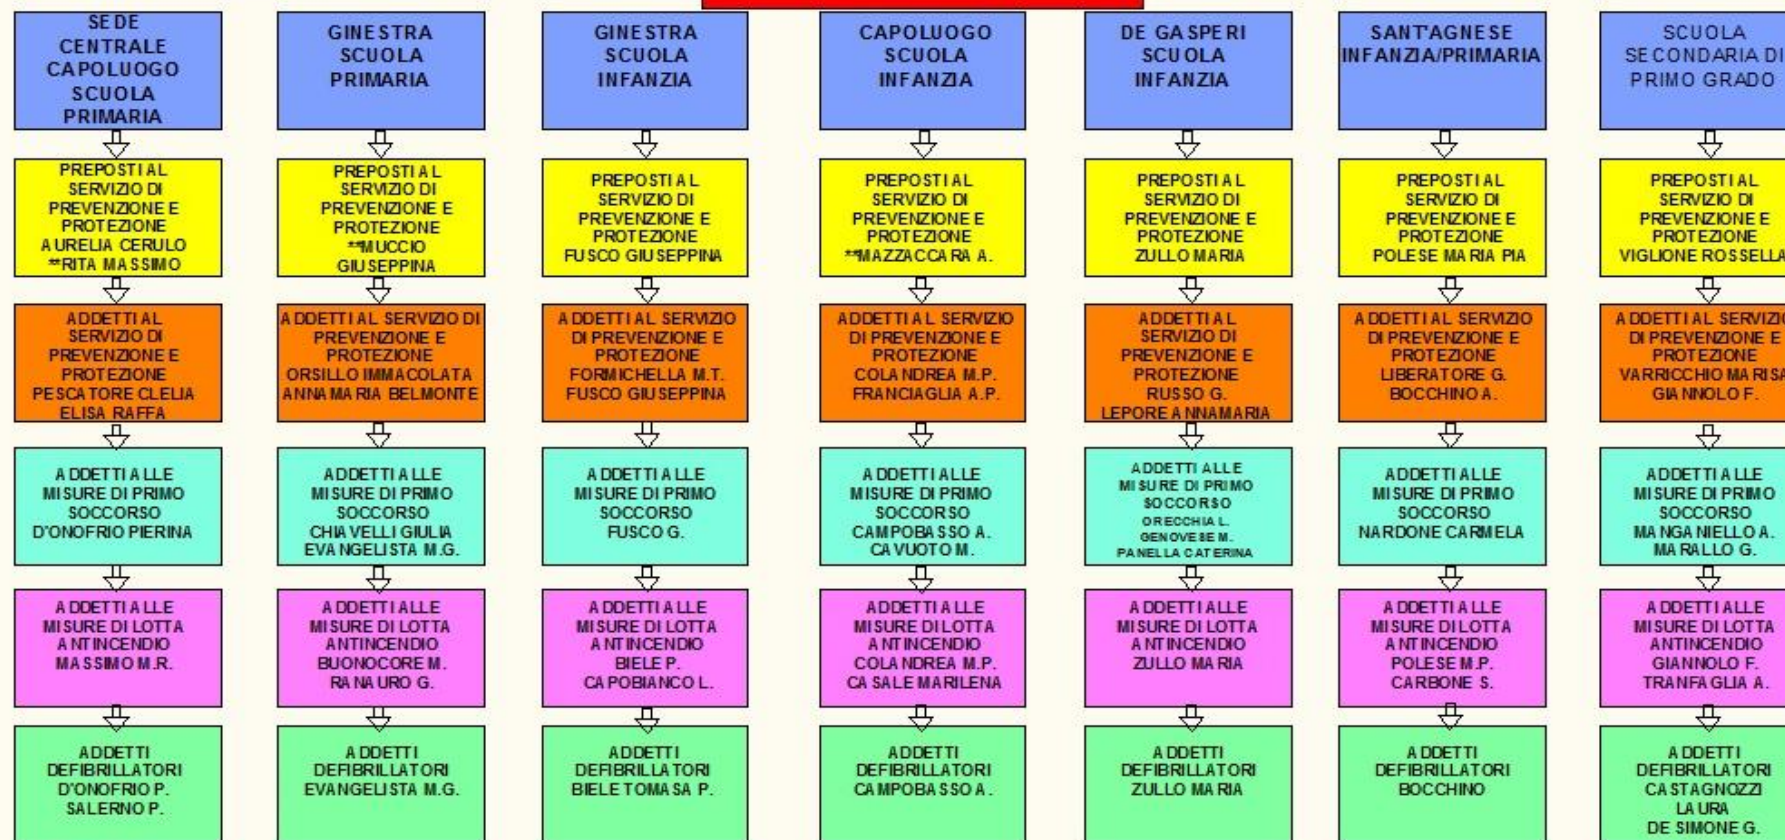 SEDE
CENTRALE
CAPOLUOGO
SCUOLA
PRIMARIA
PREPOSTI AL
SERVIZIO DI
PREVENZIONE E
PROTEZIONE
AURELIA CERULO
**RITA MASSIMO
ADDETTI AL
SERVIZIO DI
PREVENZIONE E
PROTEZIONE
PESCATORE CLELIA
ELISA RAFFA
ADDETTI ALLE
MISURE DI PRIMO
SOCCORSO
D'ONOFRIO PIERINA
ADDETTI ALLE
MISURE DI LOTTA
ANTINCENDIO
MASSIMO M.R.
ADDETTI
DEFIBRILLATORI
D'ONOFRIO P.
SALERNO P.
GINESTRA
SCUOLA
PRIMARIA
PREPOSTI AL
SERVIZIO DI
PREVENZIONE E
PROTEZIONE
**MUCCIO
GIUSEPPINA
ADDETTI AL SERVIZIO DI
PREVENZIONE E
PROTEZIONE
ORSILLO IMMACOLATA
ANNAMARIA BELMONTE
ADDETTI ALLE
MISURE DI PRIMO
SOCCORSO
CHIAVELLI GIULIA
EVANGELISTA M.G.
ADDETTI ALLE
MISURE DI LOTTA
ANTINCENDIO
BUONOCORE M.
RANAURO G.
ADDETTI
DEFIBRILLATORI
EVANGELISTA M.G.
GINESTRA
SCUOLA
INFANZIA
PREPOSTI AL
SERVIZIO DI
PREVENZIONE E
PROTEZIONE
FUSCO GIUSEPPINA
ADDETTI AL SERVIZIO
DI PREVENZIONE E
PROTEZIONE
FORMICHELLA M.T.
FUSCO GIUSEPPINA
ADDETTI ALLE
MISURE DI PRIMO
SOCCORSO
FUSCO G.
ADDETTI ALLE
MISURE DI LOTTA
ANTINCENDIO
BIELE P.
CAPOBIANCO L.
ADDETTI
DEFIBRILLATORI
BIELE TOMASA P.
CAPOLUOGO
SCUOLA
INFANZIA
PREPOSTI AL
SERVIZIO DI
PREVENZIONE E
PROTEZIONE
**MAZZACCARA A.
ADDETTI AL SERVIZIO
DI PREVENZIONE E
PROTEZIONE
COLANDREA M.P.
FRANCIAGLIA A.P.
ADDETTI ALLE
MISURE DI PRIMO
SOCCORSO
CAMPOBASSO A.
CAVUOTO M.
ADDETTI ALLE
MISURE DI LOTTA
ANTINCENDIO
COLANDREA M.P.
CASALE MARILENA
ADDETTI
DEFIBRILLATORI
CAMPOBASSO A.
DE GASPERI
SCUOLA
INFANZIA
PREPOSTI AL
SERVIZIO DI
PREVENZIONE E
PROTEZIONE
ZULLO MARIA
ADDETTI AL
SERVIZIO DI
PREVENZIONE E
PROTEZIONE
RUSSO G.
LEPORE ANNAMARIA
ADDETTI ALLE
MISURE DI PRIMO
SOCCORSO
ORECCHIA L.
GENOVESE M.
PANELLA CATERINA
ADDETTI ALLE
MISURE DI LOTTA
ANTINCENDIO
ZULLO MARIA
ADDETTI
DEFIBRILLATORI
ZULLO MARIA
SANT'AGNESE
INFANZIA/PRIMARIA
PREPOSTI AL
SERVIZIO DI
PREVENZIONE E
PROTEZIONE
POLESE MARIA PIA
ADDETTI AL SERVIZIO
DI PREVENZIONE E
PROTEZIONE
LIBERATORE G.
BOCCHINO A.
ADDETTI ALLE
MISURE DI PRIMO
SOCCORSO
NARDONE CARMELA
ADDETTI ALLE
MISURE DI LOTTA
ANTINCENDIO
POLESE M.P.
CARBONE S.
ADDETTI
DEFIBRILLATORI
BOCCHINO
SCUOLA
SECONDARIA DI
PRIMO GRADO
PREPOSTI AL
SERVIZIO DI
PREVENZIONE E
PROTEZIONE
VIGLIONE ROSSELLA
ADDETTI AL SERVIZIO
DI PREVENZIONE E
PROTEZIONE
VARRICCHIO MARISA
GIANNOLO F.
ADDETTI ALLE
MISURE DI PRIMO
SOCCORSO
MANGANIELLO A.
MARALLO G.
ADDETTI ALLE
MISURE DI LOTTA
ANTINCENDIO
GIANNOLO F.
TRANFAGLIA A.
ADDETTI
DEFIBRILLATORI
CASTAGNOZZI
LAURA
DE SIMONE G.